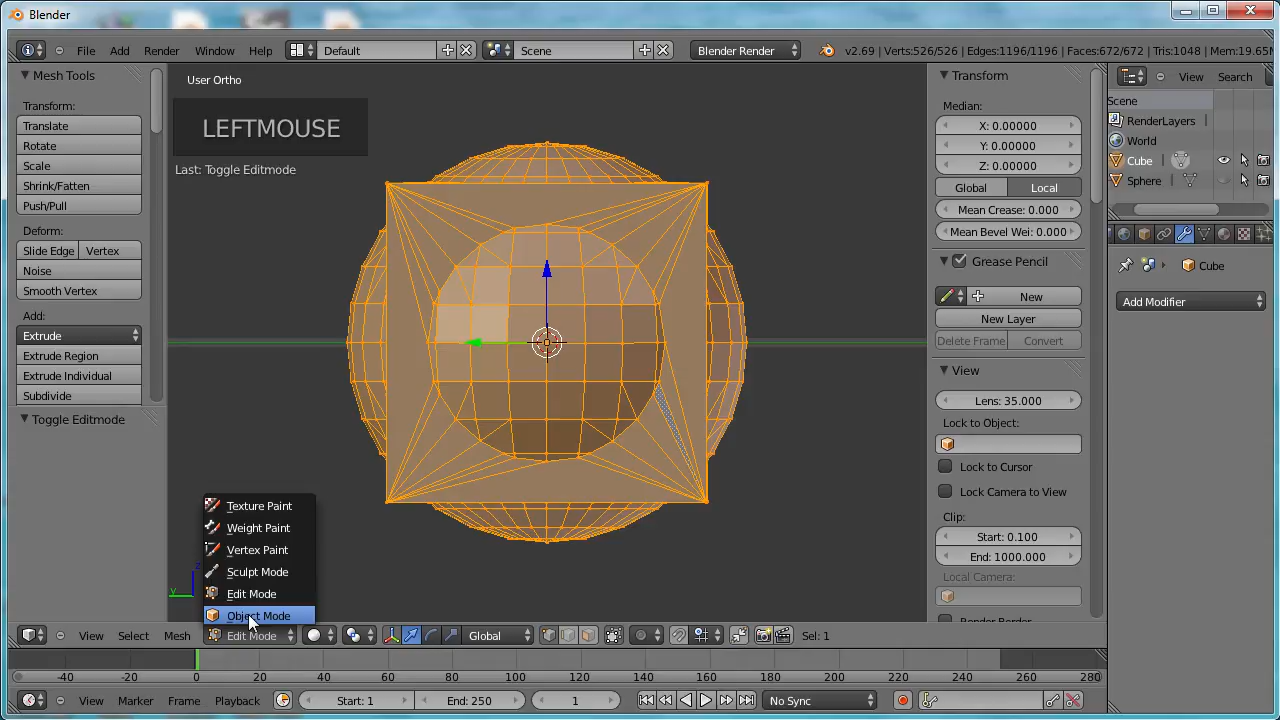 Blender
File Add Render Window Help Default Scene Blender Render v2.69 | Verts:526/526 | Edges:1196/1196 | Faces:672/672 | Tris:1048 | Mem:19.65
Mesh Tools
Transform:
Translate
Rotate
Scale
Shrink/Fatten
Push/Pull
Deform:
Slide Edge Vertex
Noise
Smooth Vertex
Add:
Extrude
Extrude Region
Extrude Individual
Subdivide
Toggle Editmode
User Ortho
LEFTMOUSE
Last: Toggle Editmode
z
y
Texture Paint
Weight Paint
Vertex Paint
Sculpt Mode
Edit Mode
Object Mode
View Select Mesh Edit Mode Global Sel: 1
Transform
Median:
X: 0.00000
Y: 0.00000
Z: 0.00000
Global Local
Mean Crease: 0.000
Mean Bevel Wei: 0.000
Grease Pencil
New
New Layer
Delete Frame Convert
View
Lens: 35.000
Lock to Object:
Lock to Cursor
Lock Camera to View
Clip:
Start: 0.100
End: 1000.000
Local Camera:
Render Border
View Search
Scene
RenderLayers
World
Cube
Sphere
Cube
Add Modifier
-40 -20 0 20 40 60 80 100 120 140 160 180 200 220 240 260 280
View Marker Frame Playback Start: 1 End: 250 1 No Sync